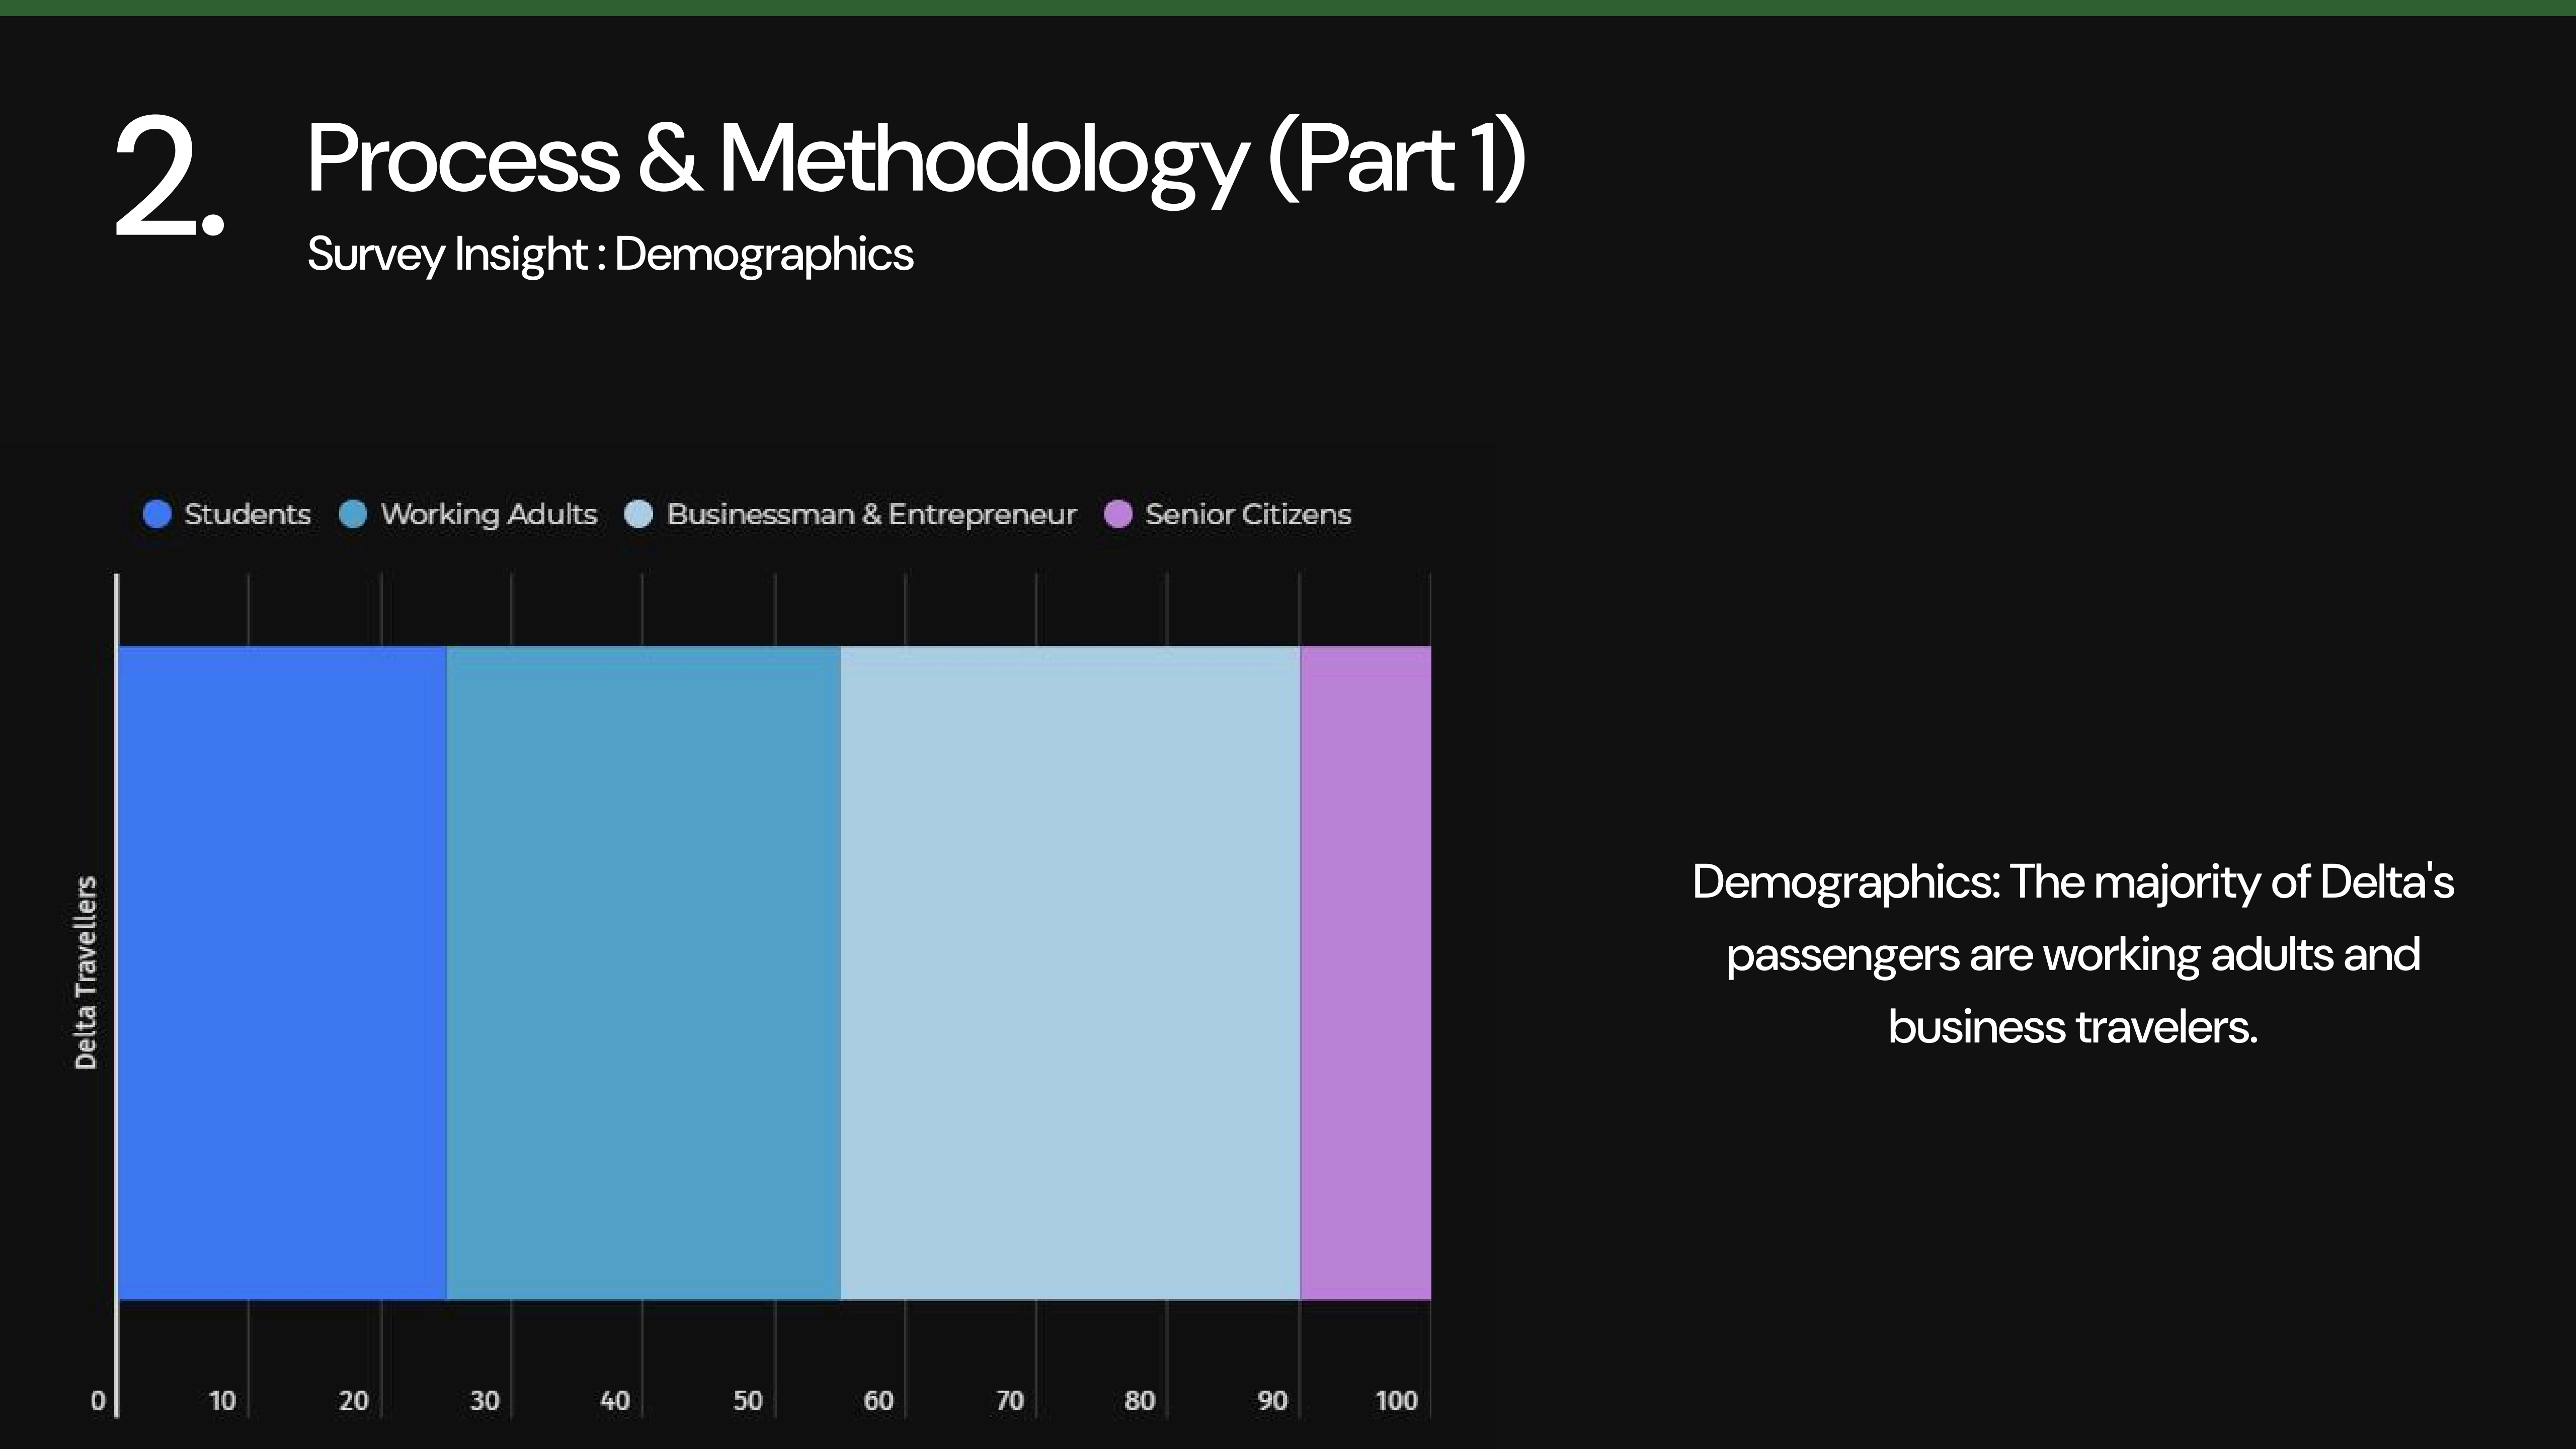 2.
Process & Methodology (Part 1)
Survey Insight : Demographics
Students Working Adults Businessman & Entrepreneur Senior Citizens
Delta Travellers
0 10 20 30 40 50 60 70 80 90 100
Demographics: The majority of Delta's
passengers are working adults and
business travelers.